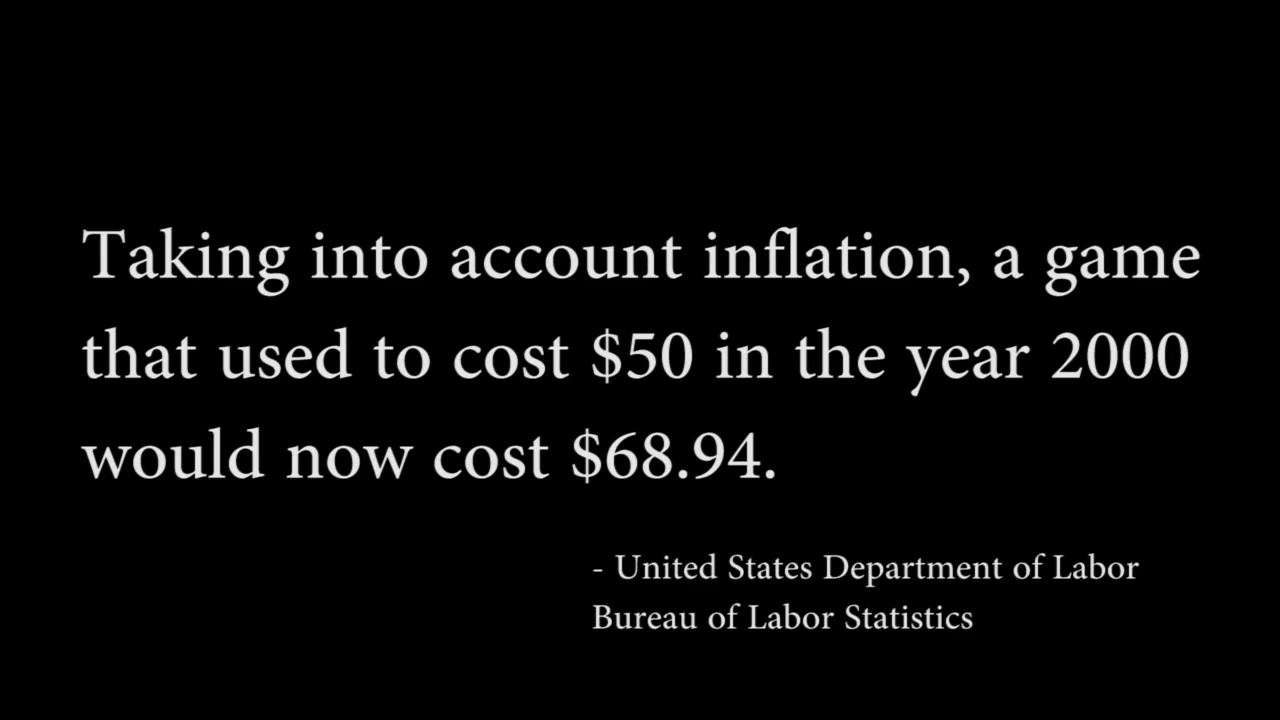 Taking into account inflation, a game
that used to cost $50 in the year 2000
would now cost $68.94.
- United States Department of Labor
Bureau of Labor Statistics